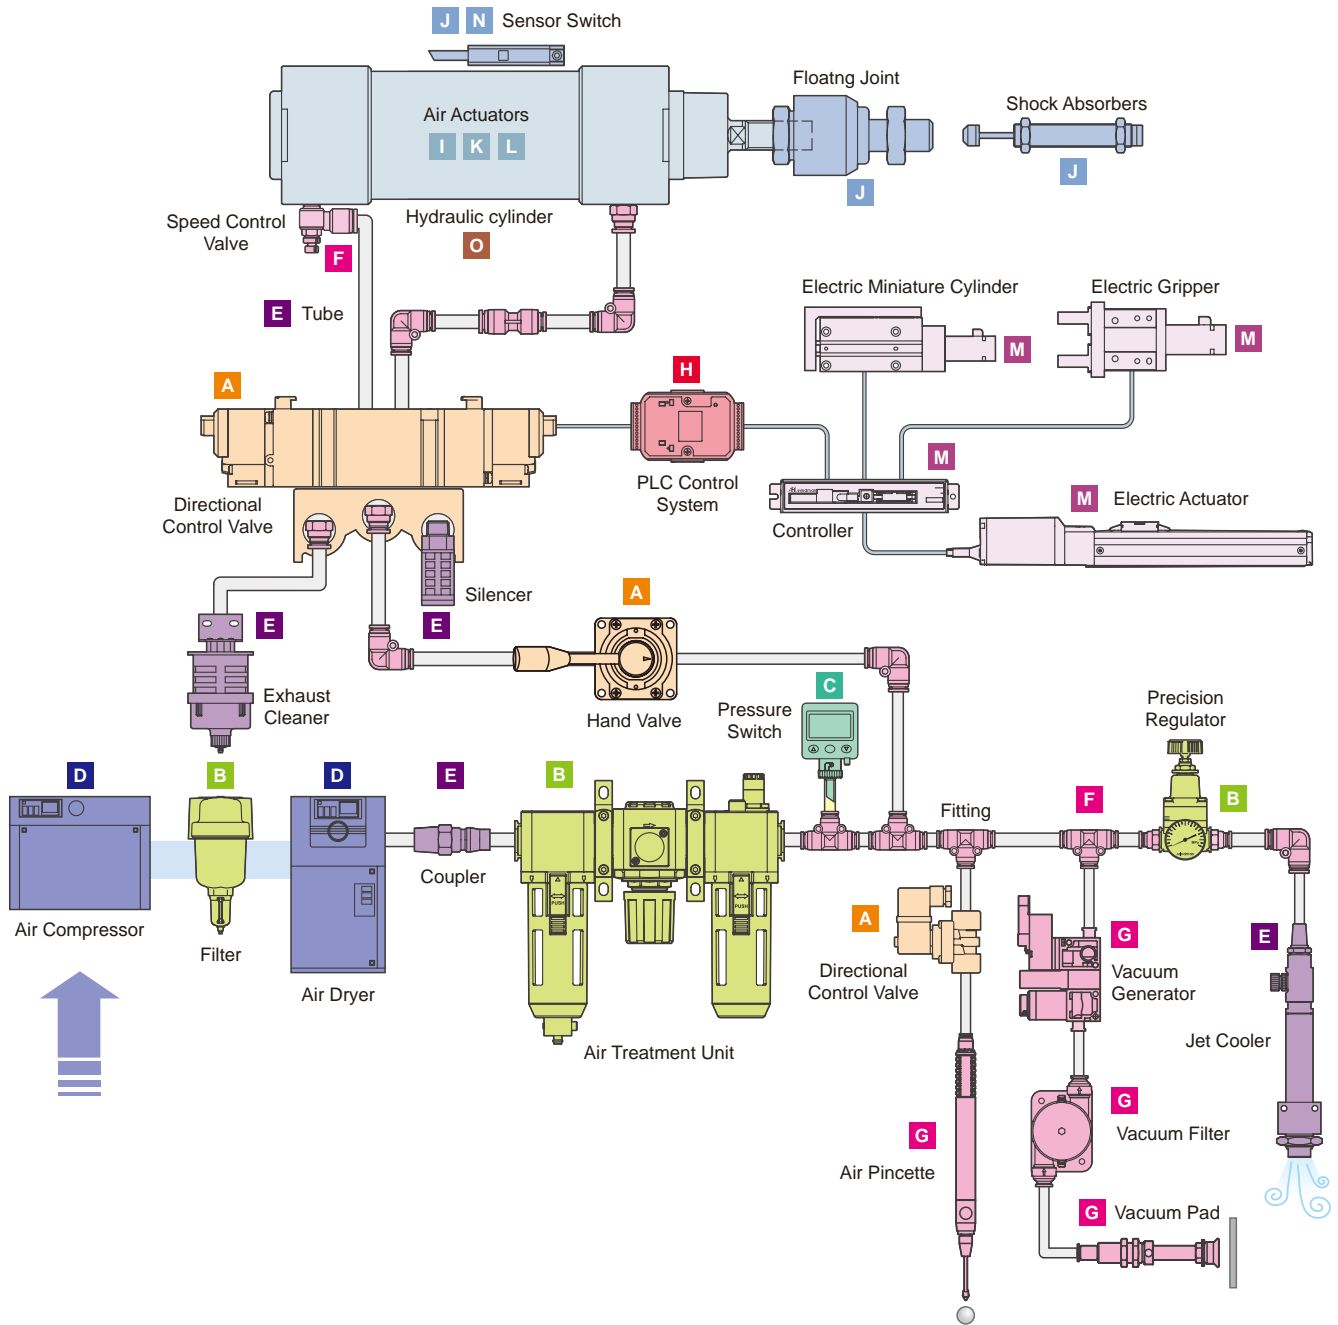 J N Sensor Switch
Floatng Joint
Shock Absorbers
Air Actuators
I K L
J
J
Speed Control
Valve
Hydraulic cylinder
F
O
E Tube
Electric Miniature Cylinder
Electric Gripper
M
M
A
H
M
PLC Control
System
Directional
Control Valve
Controller
M Electric Actuator
Silencer
E
E
A
Exhaust
Cleaner
Hand Valve
C
Pressure
Switch
Precision
Regulator
D
B
D
E
B
Fitting
F
B
Coupler
PUSH
PUSH
Air Compressor
Filter
Air Dryer
A
Directional
Control Valve
G
Vacuum
Generator
E
Jet Cooler
Air Treatment Unit
G
Vacuum Filter
G
Air Pincette
G Vacuum Pad